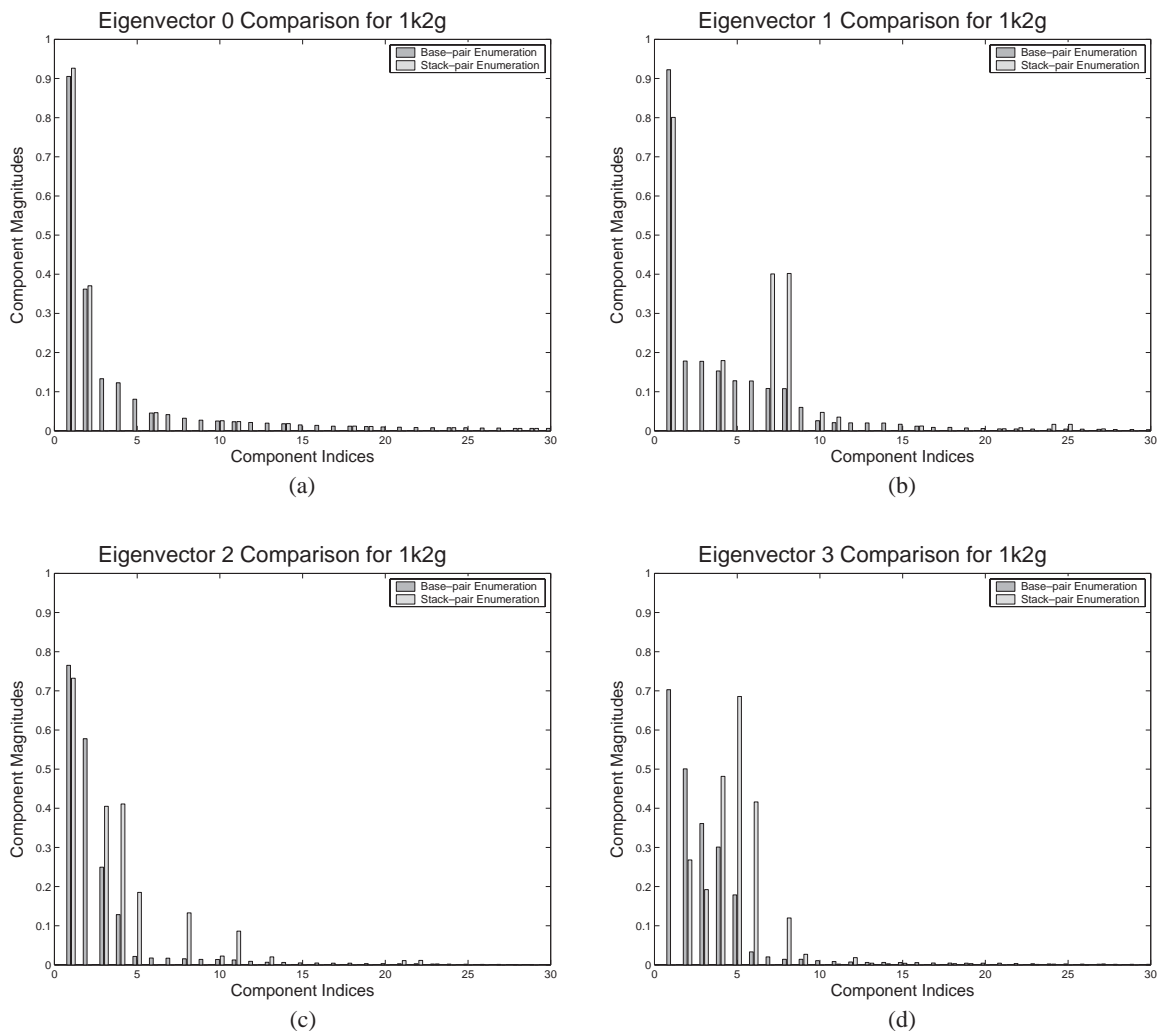 Eigenvector 0 Comparison for 1k2g
Base–pair Enumeration
Stack–pair Enumeration
Component Magnitudes
1
0.9
0.8
0.7
0.6
0.5
0.4
0.3
0.2
0.1
0
0 5 10 15 20 25 30
Component Indices
(a)
Eigenvector 1 Comparison for 1k2g
Base–pair Enumeration
Stack–pair Enumeration
Component Magnitudes
1
0.9
0.8
0.7
0.6
0.5
0.4
0.3
0.2
0.1
0
0 5 10 15 20 25 30
Component Indices
(b)
Eigenvector 2 Comparison for 1k2g
Base–pair Enumeration
Stack–pair Enumeration
Component Magnitudes
1
0.9
0.8
0.7
0.6
0.5
0.4
0.3
0.2
0.1
0
0 5 10 15 20 25 30
Component Indices
(c)
Eigenvector 3 Comparison for 1k2g
Base–pair Enumeration
Stack–pair Enumeration
Component Magnitudes
1
0.9
0.8
0.7
0.6
0.5
0.4
0.3
0.2
0.1
0
0 5 10 15 20 25 30
Component Indices
(d)